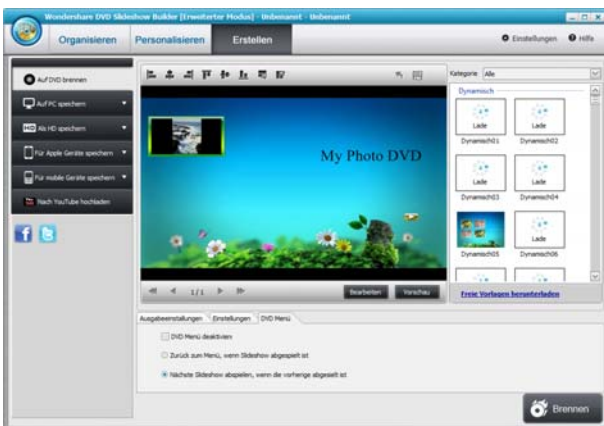 Wondershare DVD Slideshow Builder [Erweiterter Modus] - Unbenannt - Unbenannt
Organisieren Personalisieren Erstellen Einstellungen Hilfe
Auf DVD brennen
Auf PC speichern
HD Als HD speichern
Für Apple Geräte speichern
Für mobile Geräte speichern
Nach YouTube hochladen
My Photo DVD
1/1
Bearbeiten Vorschau
Kategorie Alle
Dynamisch
Lade Lade
Dynamisch01 Dynamisch02
Lade Lade
Dynamisch03 Dynamisch04
Lade
Dynamisch05 Dynamisch06
Freie Vorlagen herunterladen
Ausgabeeinstellungen Einstellungen DVD Menü
DVD Menü deaktivieren
Zurück zum Menü, wenn Slideshow abgespielt ist
Nächste Slideshow abspielen, wenn die vorherige abgespielt ist
Brennen